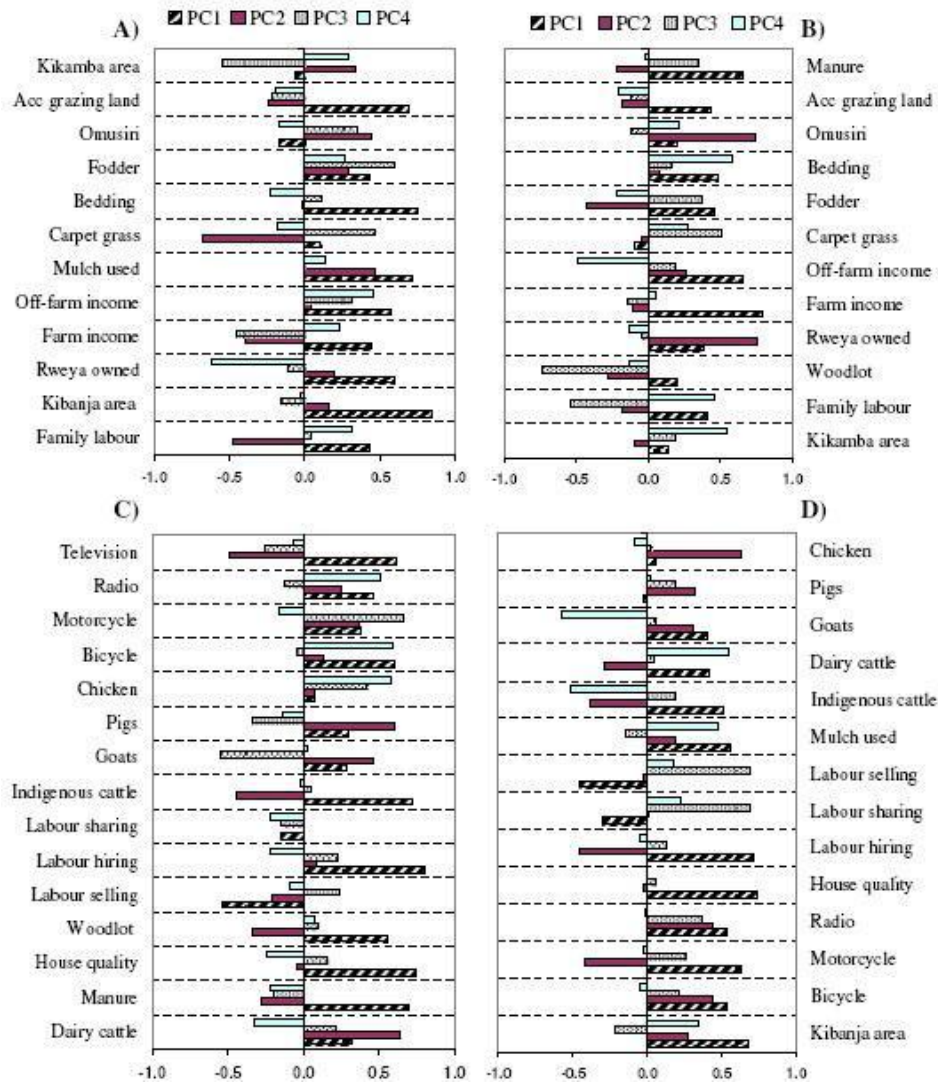 PC1 PC2 PC3 PC4
A)
Kikamba area
Acc grazing land
Omusiri
Fodder
Bedding
Carpet grass
Mulch used
Off-farm income
Farm income
Rweya owned
Kibanja area
Family labour
-1.0 -0.5 0.0 0.5 1.0
PC1 PC2 PC3 PC4
B)
Manure
Acc grazing land
Omusiri
Bedding
Fodder
Carpet grass
Off-farm income
Farm income
Rweya owned
Woodlot
Family labour
Kikamba area
-1.0 -0.5 0.0 0.5 1.0
C)
Television
Radio
Motorcycle
Bicycle
Chicken
Pigs
Goats
Indigenous cattle
Labour sharing
Labour hiring
Labour selling
Woodlot
House quality
Manure
Dairy cattle
-1.0 -0.5 0.0 0.5 1.0
D)
Chicken
Pigs
Goats
Dairy cattle
Indigenous cattle
Mulch used
Labour selling
Labour sharing
Labour hiring
House quality
Radio
Motorcycle
Bicycle
Kibanja area
-1.0 -0.5 0.0 0.5 1.0